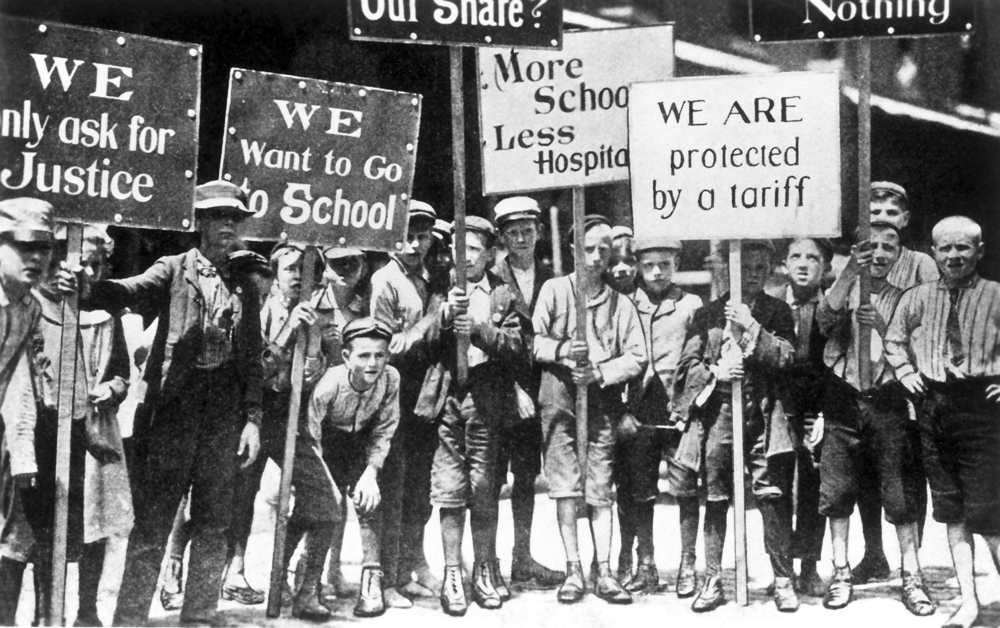 WE
nly ask for
Justice
WE
Want to Go
to School
Our Share?
More
Schoo
Less
Hospita
WE ARE
protected
by a tariff
Nothing